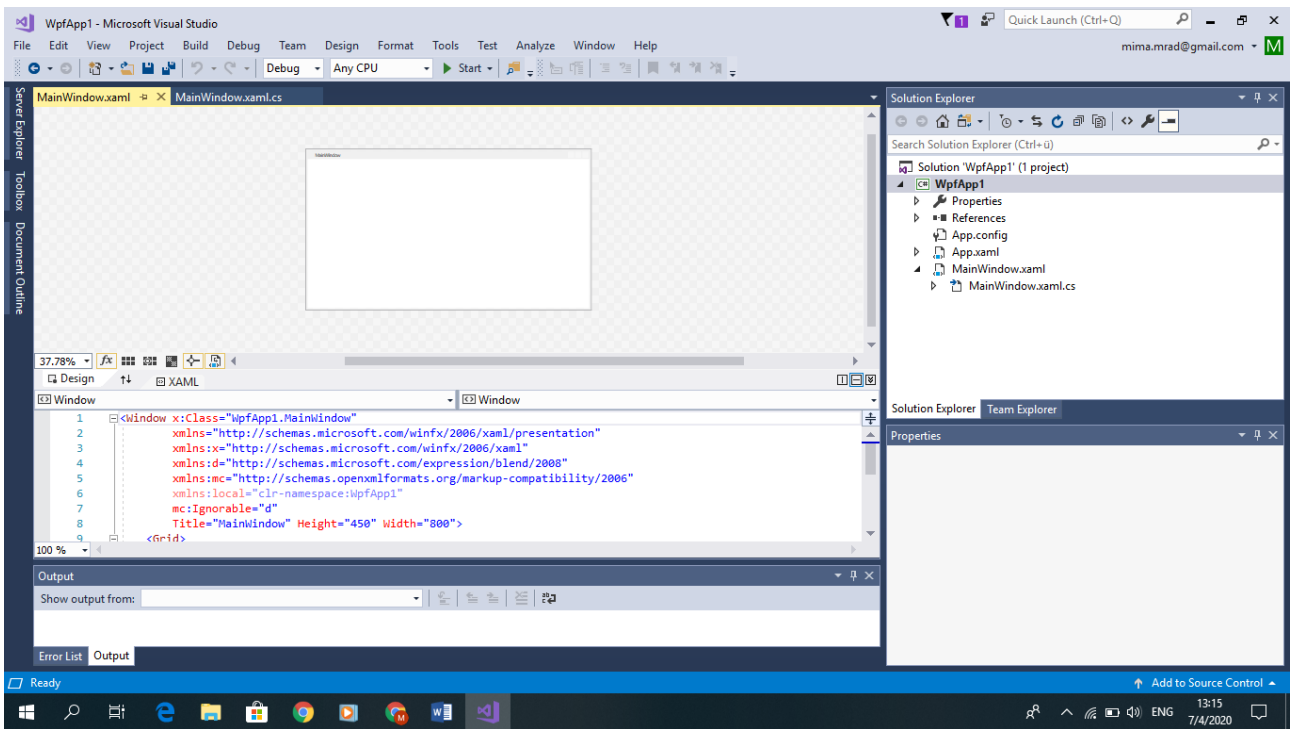 WpfApp1 - Microsoft Visual Studio
1
Quick Launch (Ctrl+Q)
File Edit View Project Build Debug Team Design Format Tools Test Analyze Window Help
mima.mrad@gmail.com
M
Debug
Any CPU
Start
Server Explorer
Toolbox
Document Outline
MainWindow.xaml
MainWindow.xaml.cs
MainWindow
37.78%
fx
Design
XAML
Window
Window
1 <Window x:Class="WpfApp1.MainWindow"
2 xmlns="http://schemas.microsoft.com/winfx/2006/xaml/presentation"
3 xmlns:x="http://schemas.microsoft.com/winfx/2006/xaml"
4 xmlns:d="http://schemas.microsoft.com/expression/blend/2008"
5 xmlns:mc="http://schemas.openxmlformats.org/markup-compatibility/2006"
6 xmlns:local="clr-namespace:WpfApp1"
7 mc:Ignorable="d"
8 Title="MainWindow" Height="450" Width="800">
9 <Grid>
100 %
Output
Show output from:
Error List Output
Solution Explorer
Search Solution Explorer (Ctrl+ü)
Solution 'WpfApp1' (1 project)
C# WpfApp1
Properties
References
App.config
App.xaml
MainWindow.xaml
MainWindow.xaml.cs
Solution Explorer Team Explorer
Properties
Ready
Add to Source Control
ENG
13:15
7/4/2020